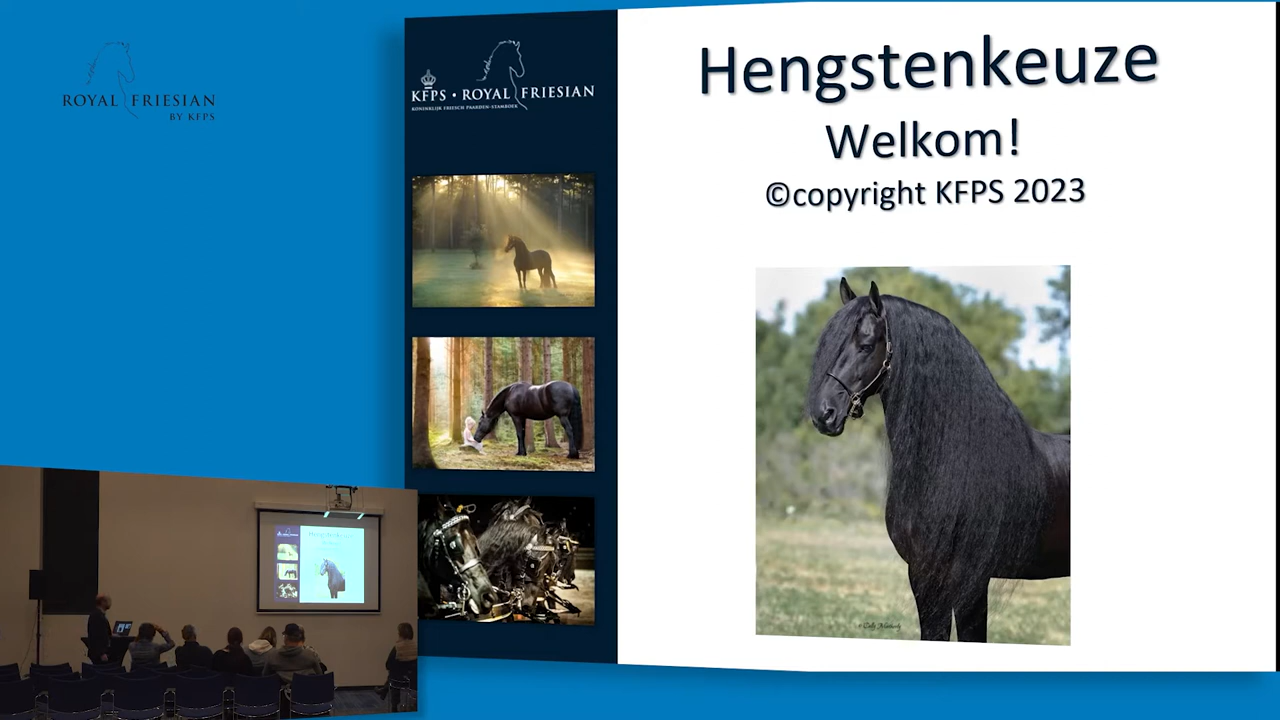 ROYAL FRIESIAN
BY KFPS
KFPS • ROYAL FRIESIAN
KONINKLIJK FRIESCH PAARDEN-STAMBOEK
Hengstenkeuze
Welkom!
©copyright KFPS 2023